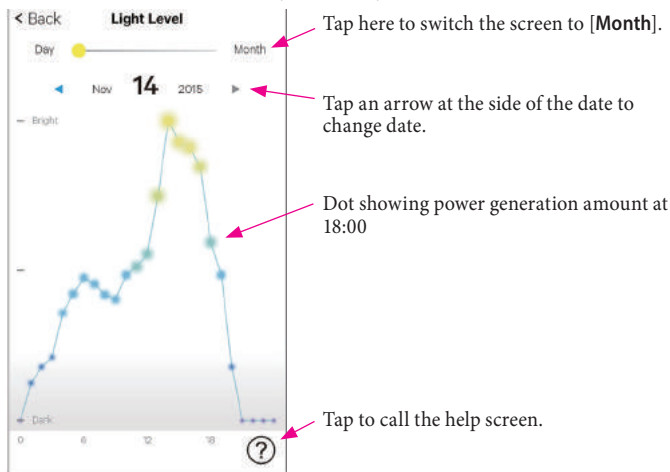 < Back Light Level
Day Month
Tap here to switch the screen to [Month].
◀ Nov 14 2015 ▶
Tap an arrow at the side of the date to
change date.
Bright
Dot showing power generation amount at
18:00
Dark
Tap to call the help screen.
0 6 12 18 ?